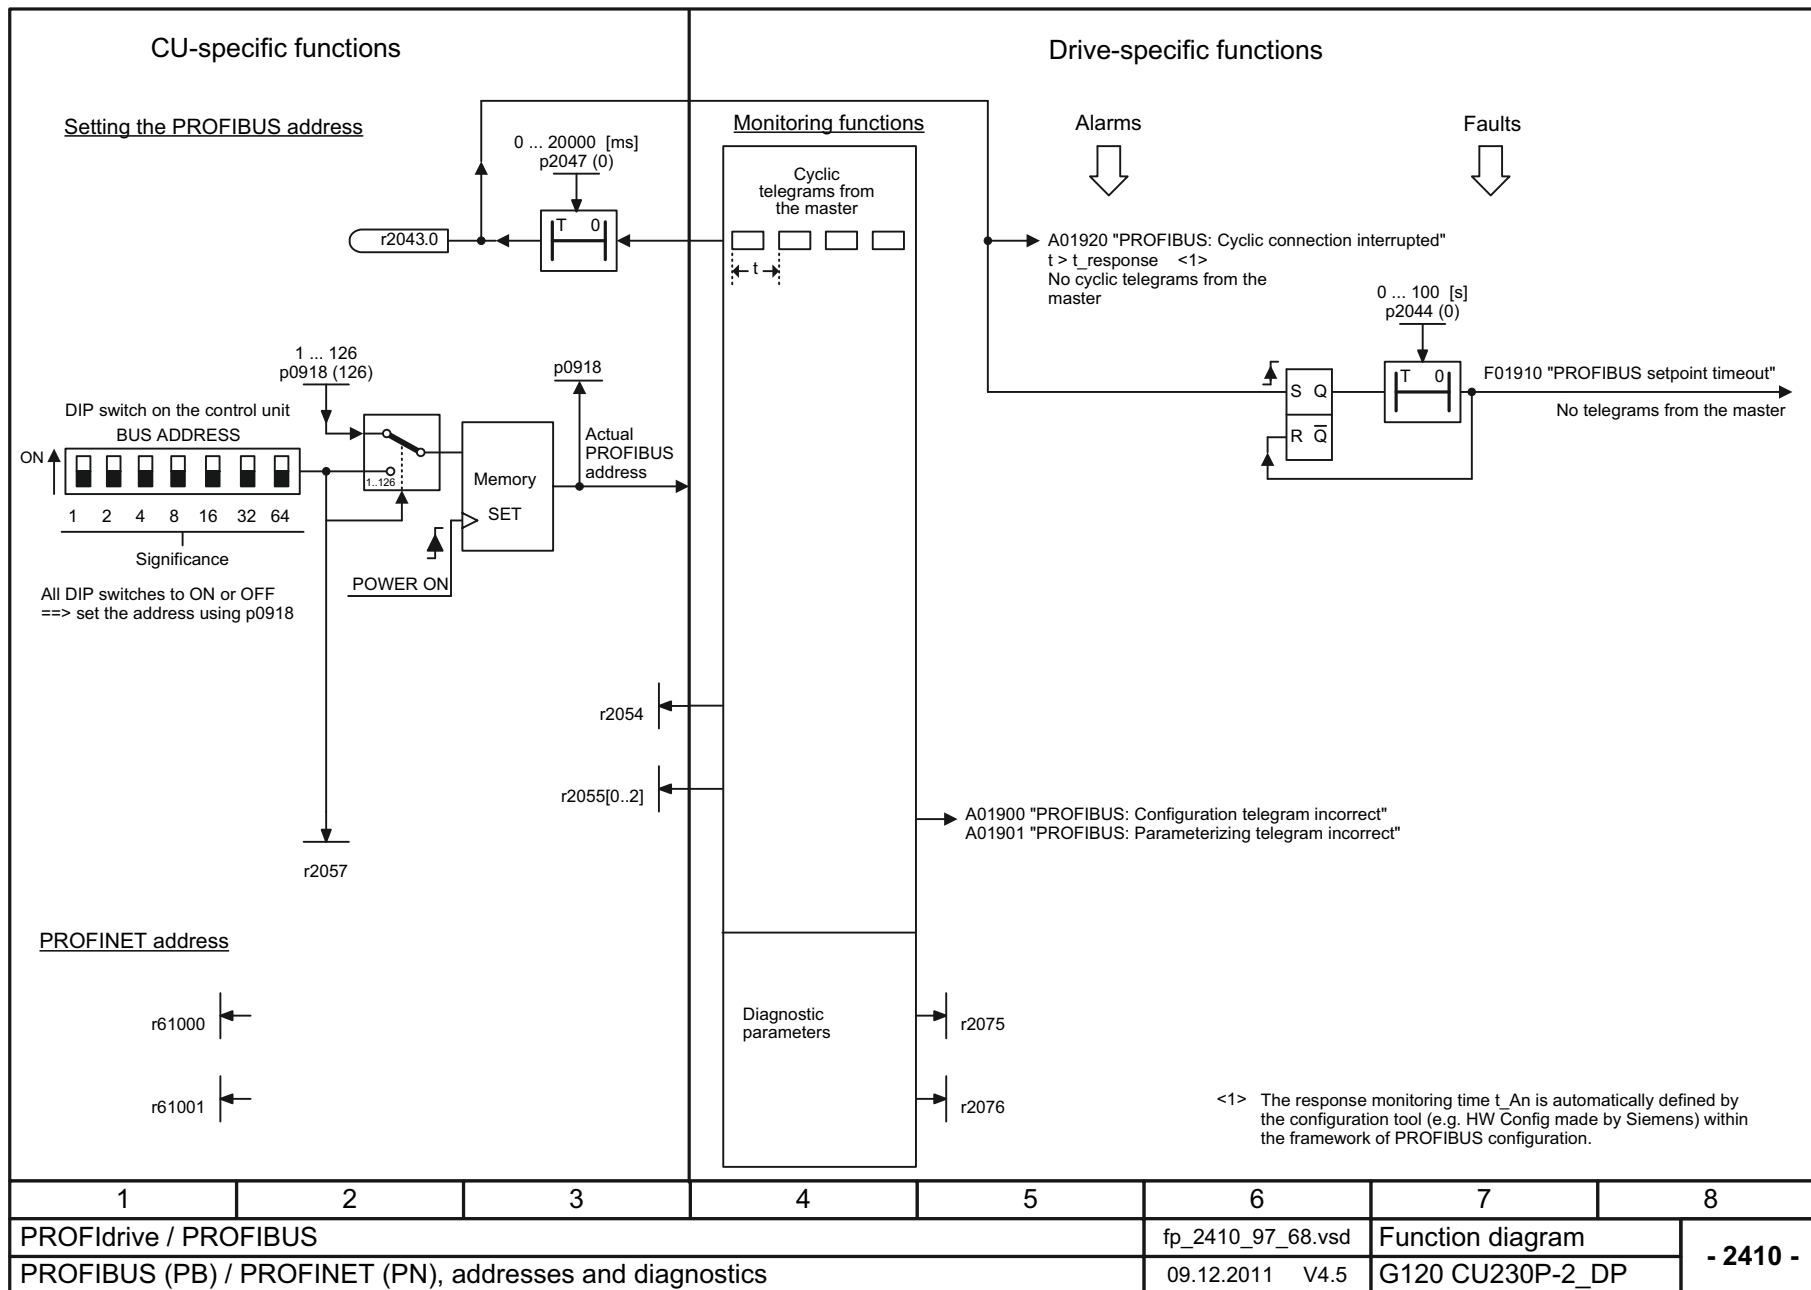 CU-specific functions
Drive-specific functions
Setting the PROFIBUS address
0 ... 20000 [ms]
p2047 (0)
T 0
r2043.0
Monitoring functions
Cyclic
telegrams from
the master
t
Alarms
Faults
A01920 "PROFIBUS: Cyclic connection interrupted"
t > t_response <1>
No cyclic telegrams from the
master
0 ... 100 [s]
p2044 (0)
T 0
S Q
R Q̅
F01910 "PROFIBUS setpoint timeout"
No telegrams from the master
1 ... 126
p0918 (126)
p0918
DIP switch on the control unit
BUS ADDRESS
ON
1 2 4 8 16 32 64
Significance
1..126
Memory
SET
Actual
PROFIBUS
address
POWER ON
All DIP switches to ON or OFF
==> set the address using p0918
r2054
r2055[0..2]
r2057
A01900 "PROFIBUS: Configuration telegram incorrect"
A01901 "PROFIBUS: Parameterizing telegram incorrect"
PROFINET address
r61000
r61001
Diagnostic
parameters
r2075
r2076
<1> The response monitoring time t_An is automatically defined by
the configuration tool (e.g. HW Config made by Siemens) within
the framework of PROFIBUS configuration.
1 2 3 4 5 6 7 8
PROFIdrive / PROFIBUS
fp_2410_97_68.vsd
Function diagram
- 2410 -
PROFIBUS (PB) / PROFINET (PN), addresses and diagnostics
09.12.2011 V4.5
G120 CU230P-2_DP